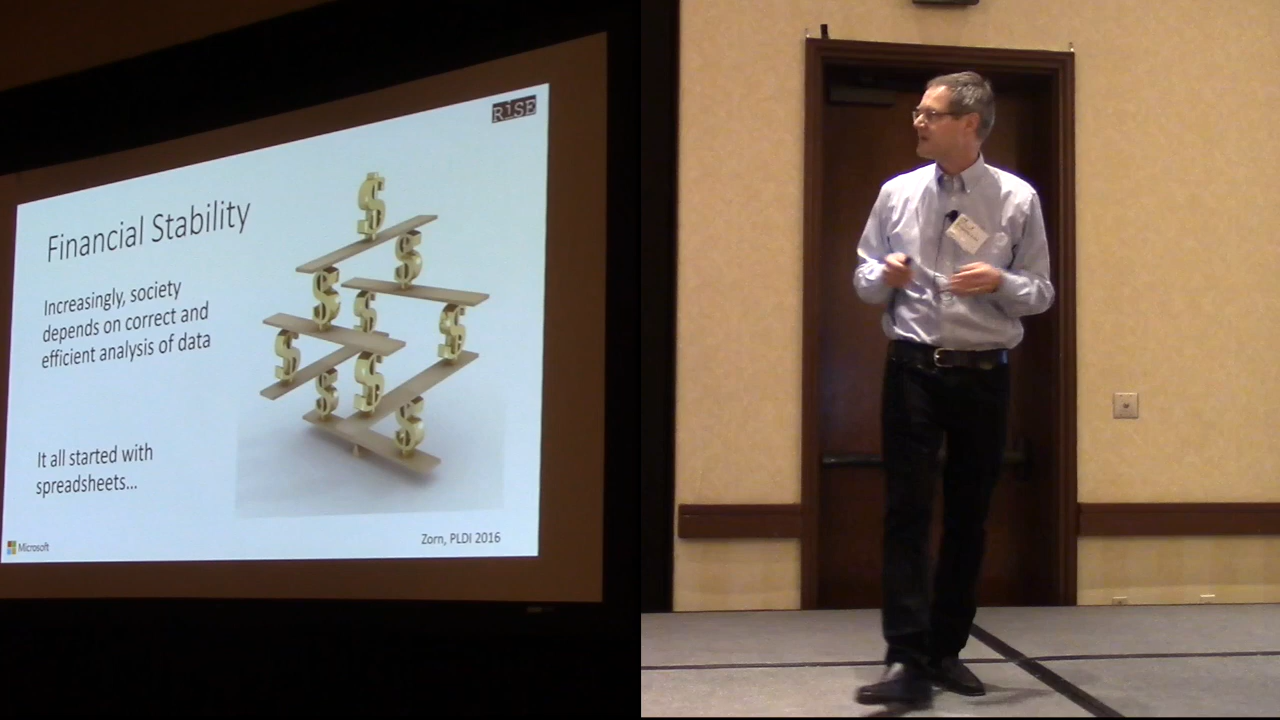 RiSE
Financial Stability
Increasingly, society
depends on correct and
efficient analysis of data
It all started with
spreadsheets...
Microsoft
Zorn, PLDI 2016